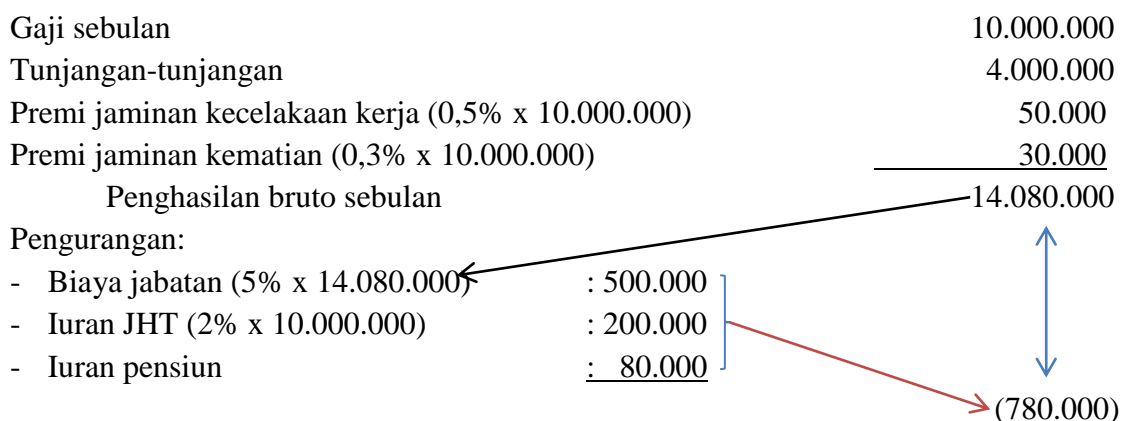 Gaji sebulan 10.000.000
Tunjangan-tunjangan 4.000.000
Premi jaminan kecelakaan kerja (0,5% x 10.000.000) 50.000
Premi jaminan kematian (0,3% x 10.000.000) 30.000
Penghasilan bruto sebulan 14.080.000
Pengurangan:
- Biaya jabatan (5% x 14.080.000) : 500.000
- Iuran JHT (2% x 10.000.000) : 200.000
- Iuran pensiun : 80.000
(780.000)